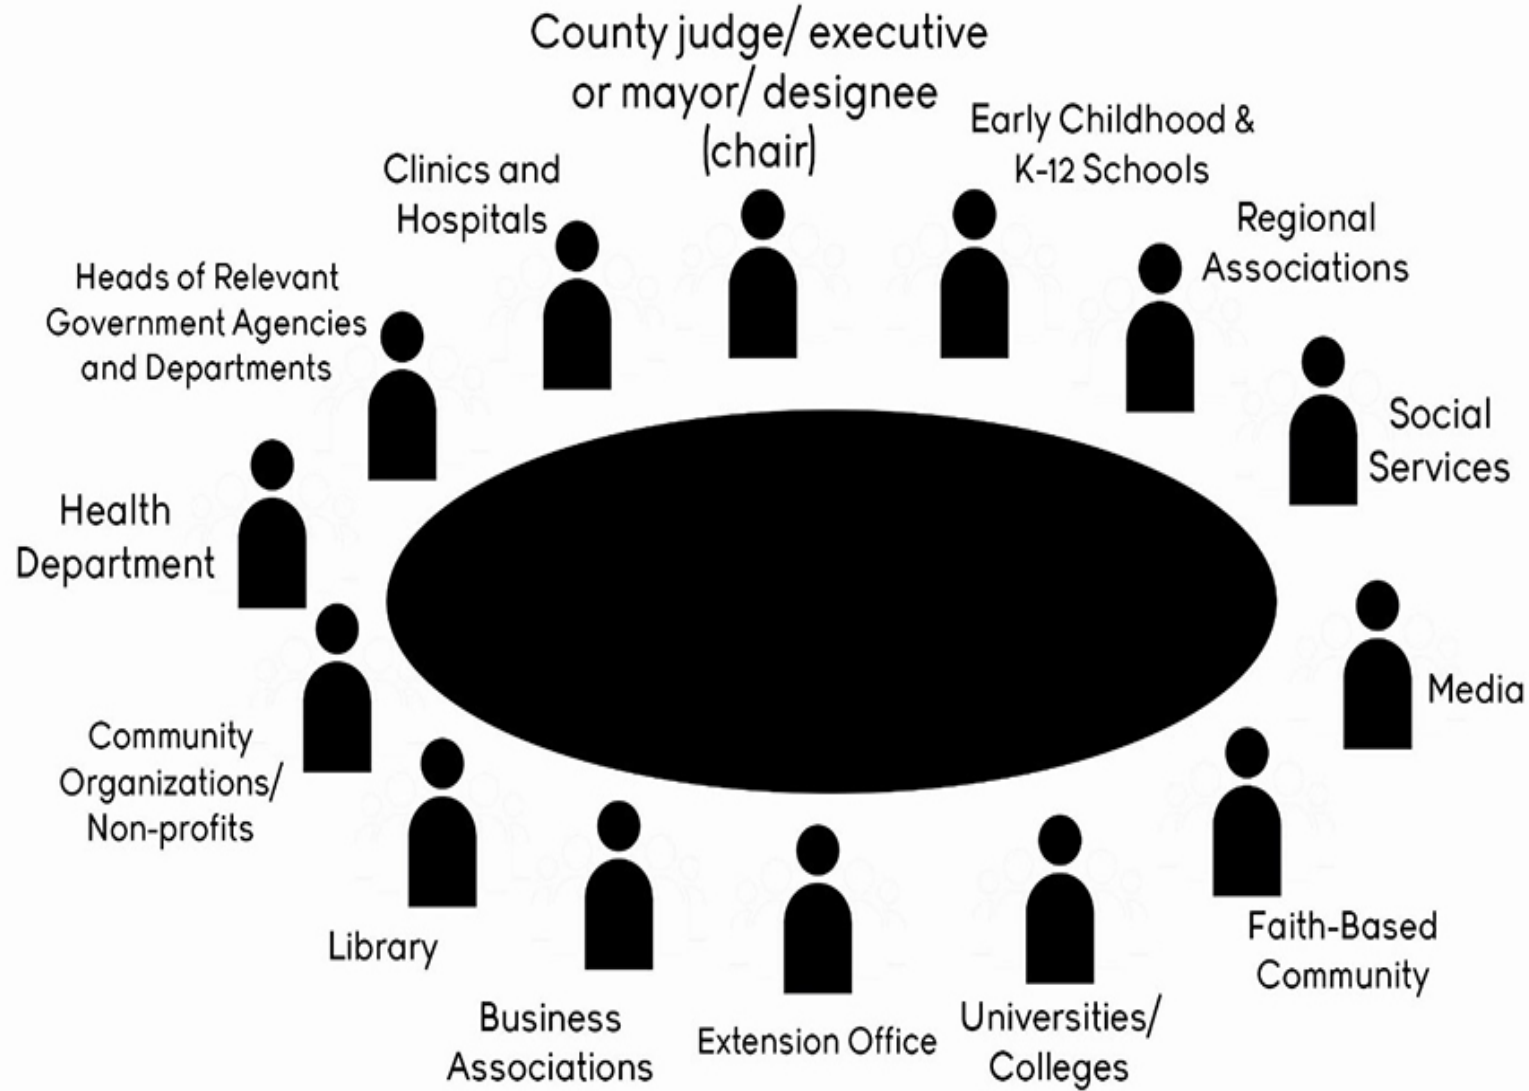 County judge/ executive
or mayor/ designee
(chair)
Early Childhood &
K-12 Schools
Clinics and
Hospitals
Regional
Associations
Heads of Relevant
Government Agencies
and Departments
Social
Services
Health
Department
Media
Community
Organizations/
Non-profits
Library
Faith-Based
Community
Business
Associations
Extension Office
Universities/
Colleges